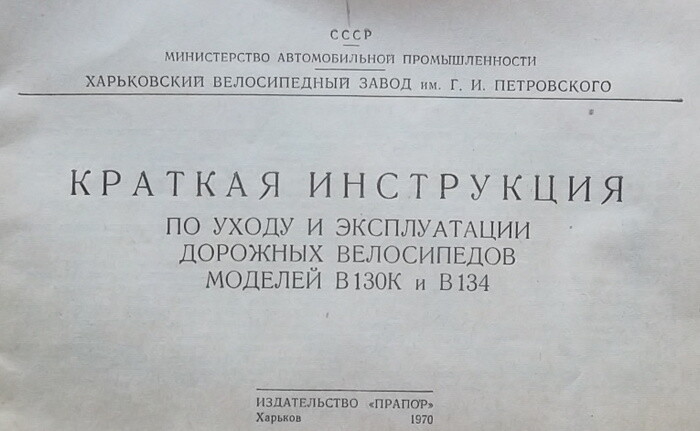 СССР
МИНИСТЕРСТВО АВТОМОБИЛЬНОЙ ПРОМЫШЛЕННОСТИ
ХАРЬКОВСКИЙ ВЕЛОСИПЕДНЫЙ ЗАВОД им. Г. И. ПЕТРОВСКОГО
КРАТКАЯ ИНСТРУКЦИЯ
ПО УХОДУ И ЭКСПЛУАТАЦИИ
ДОРОЖНЫХ ВЕЛОСИПЕДОВ
МОДЕЛЕЙ В130К и В134
ИЗДАТЕЛЬСТВО «ПРАПОР»
Харьков 1970